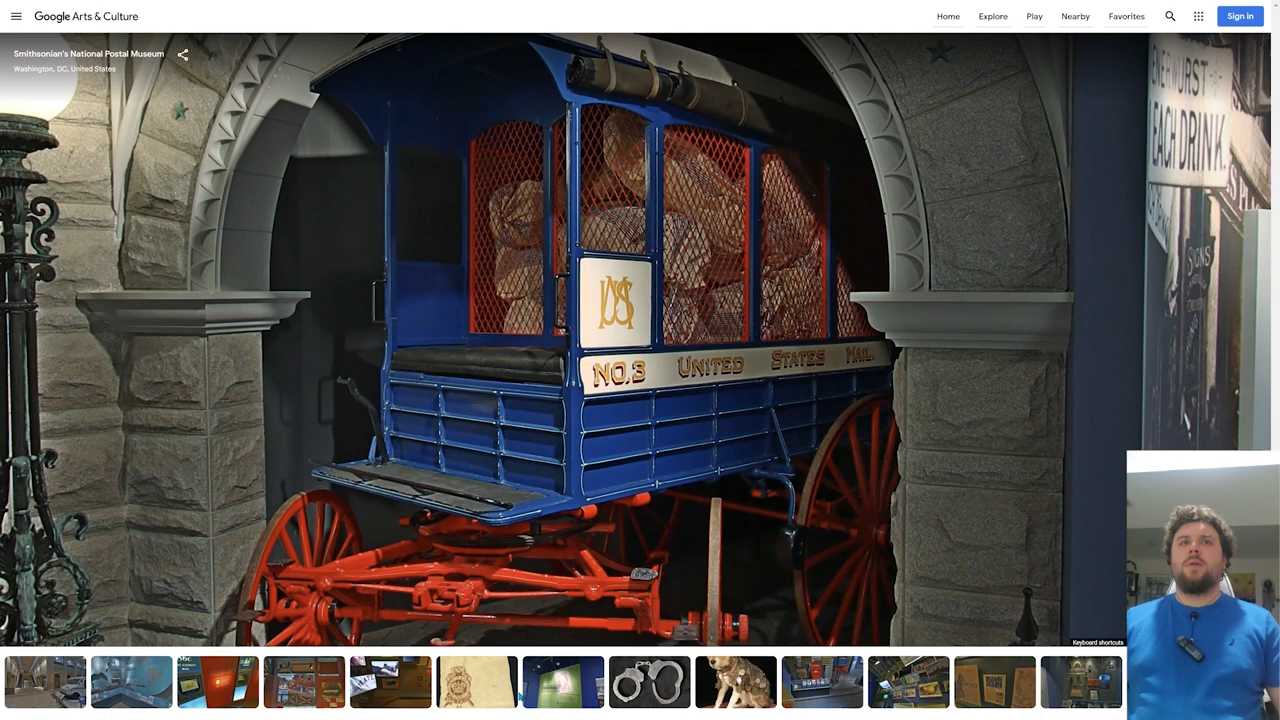 Google Arts & Culture
Home
Explore
Play
Nearby
Favorites
Sign in
Smithsonian's National Postal Museum
Washington, DC, United States
EACH DRINK
SIGNS
US
NO.3 UNITED STATES MAIL.
Keyboard shortcuts